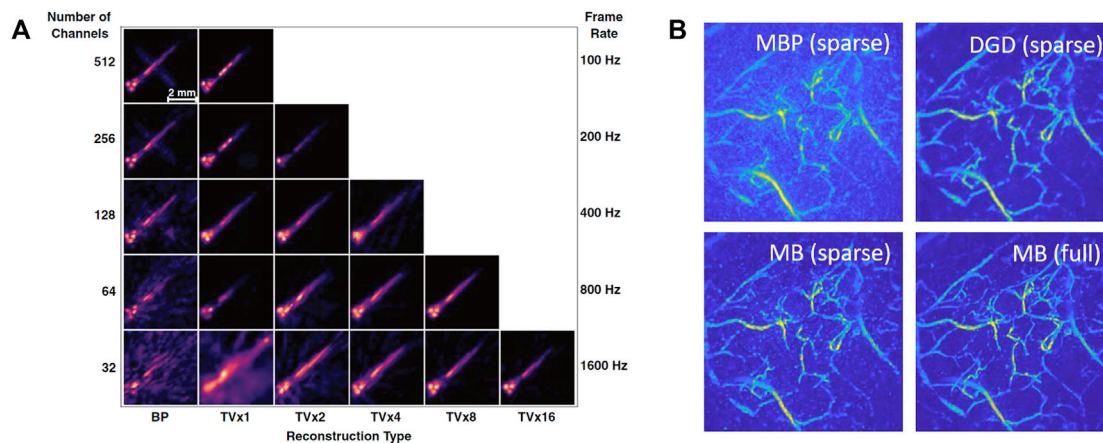 A
Number of
Channels
Frame
Rate
512
100 Hz
2 mm
256
200 Hz
128
400 Hz
64
800 Hz
32
1600 Hz
BP TVx1 TVx2 TVx4 TVx8 TVx16
Reconstruction Type
B
MBP (sparse)
DGD (sparse)
MB (sparse)
MB (full)